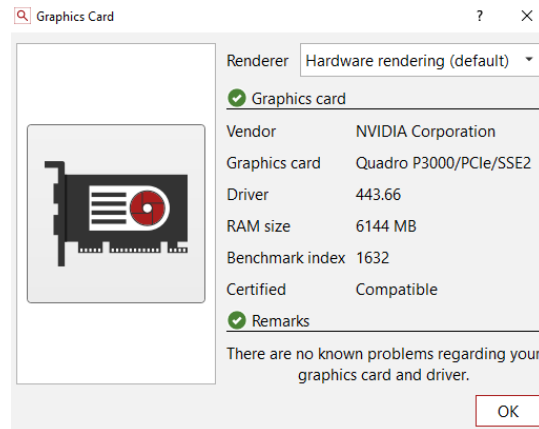 Graphics Card
?
Renderer Hardware rendering (default)
Graphics card
Vendor NVIDIA Corporation
Graphics card Quadro P3000/PCIe/SSE2
Driver 443.66
RAM size 6144 MB
Benchmark index 1632
Certified Compatible
Remarks
There are no known problems regarding your
graphics card and driver.
OK